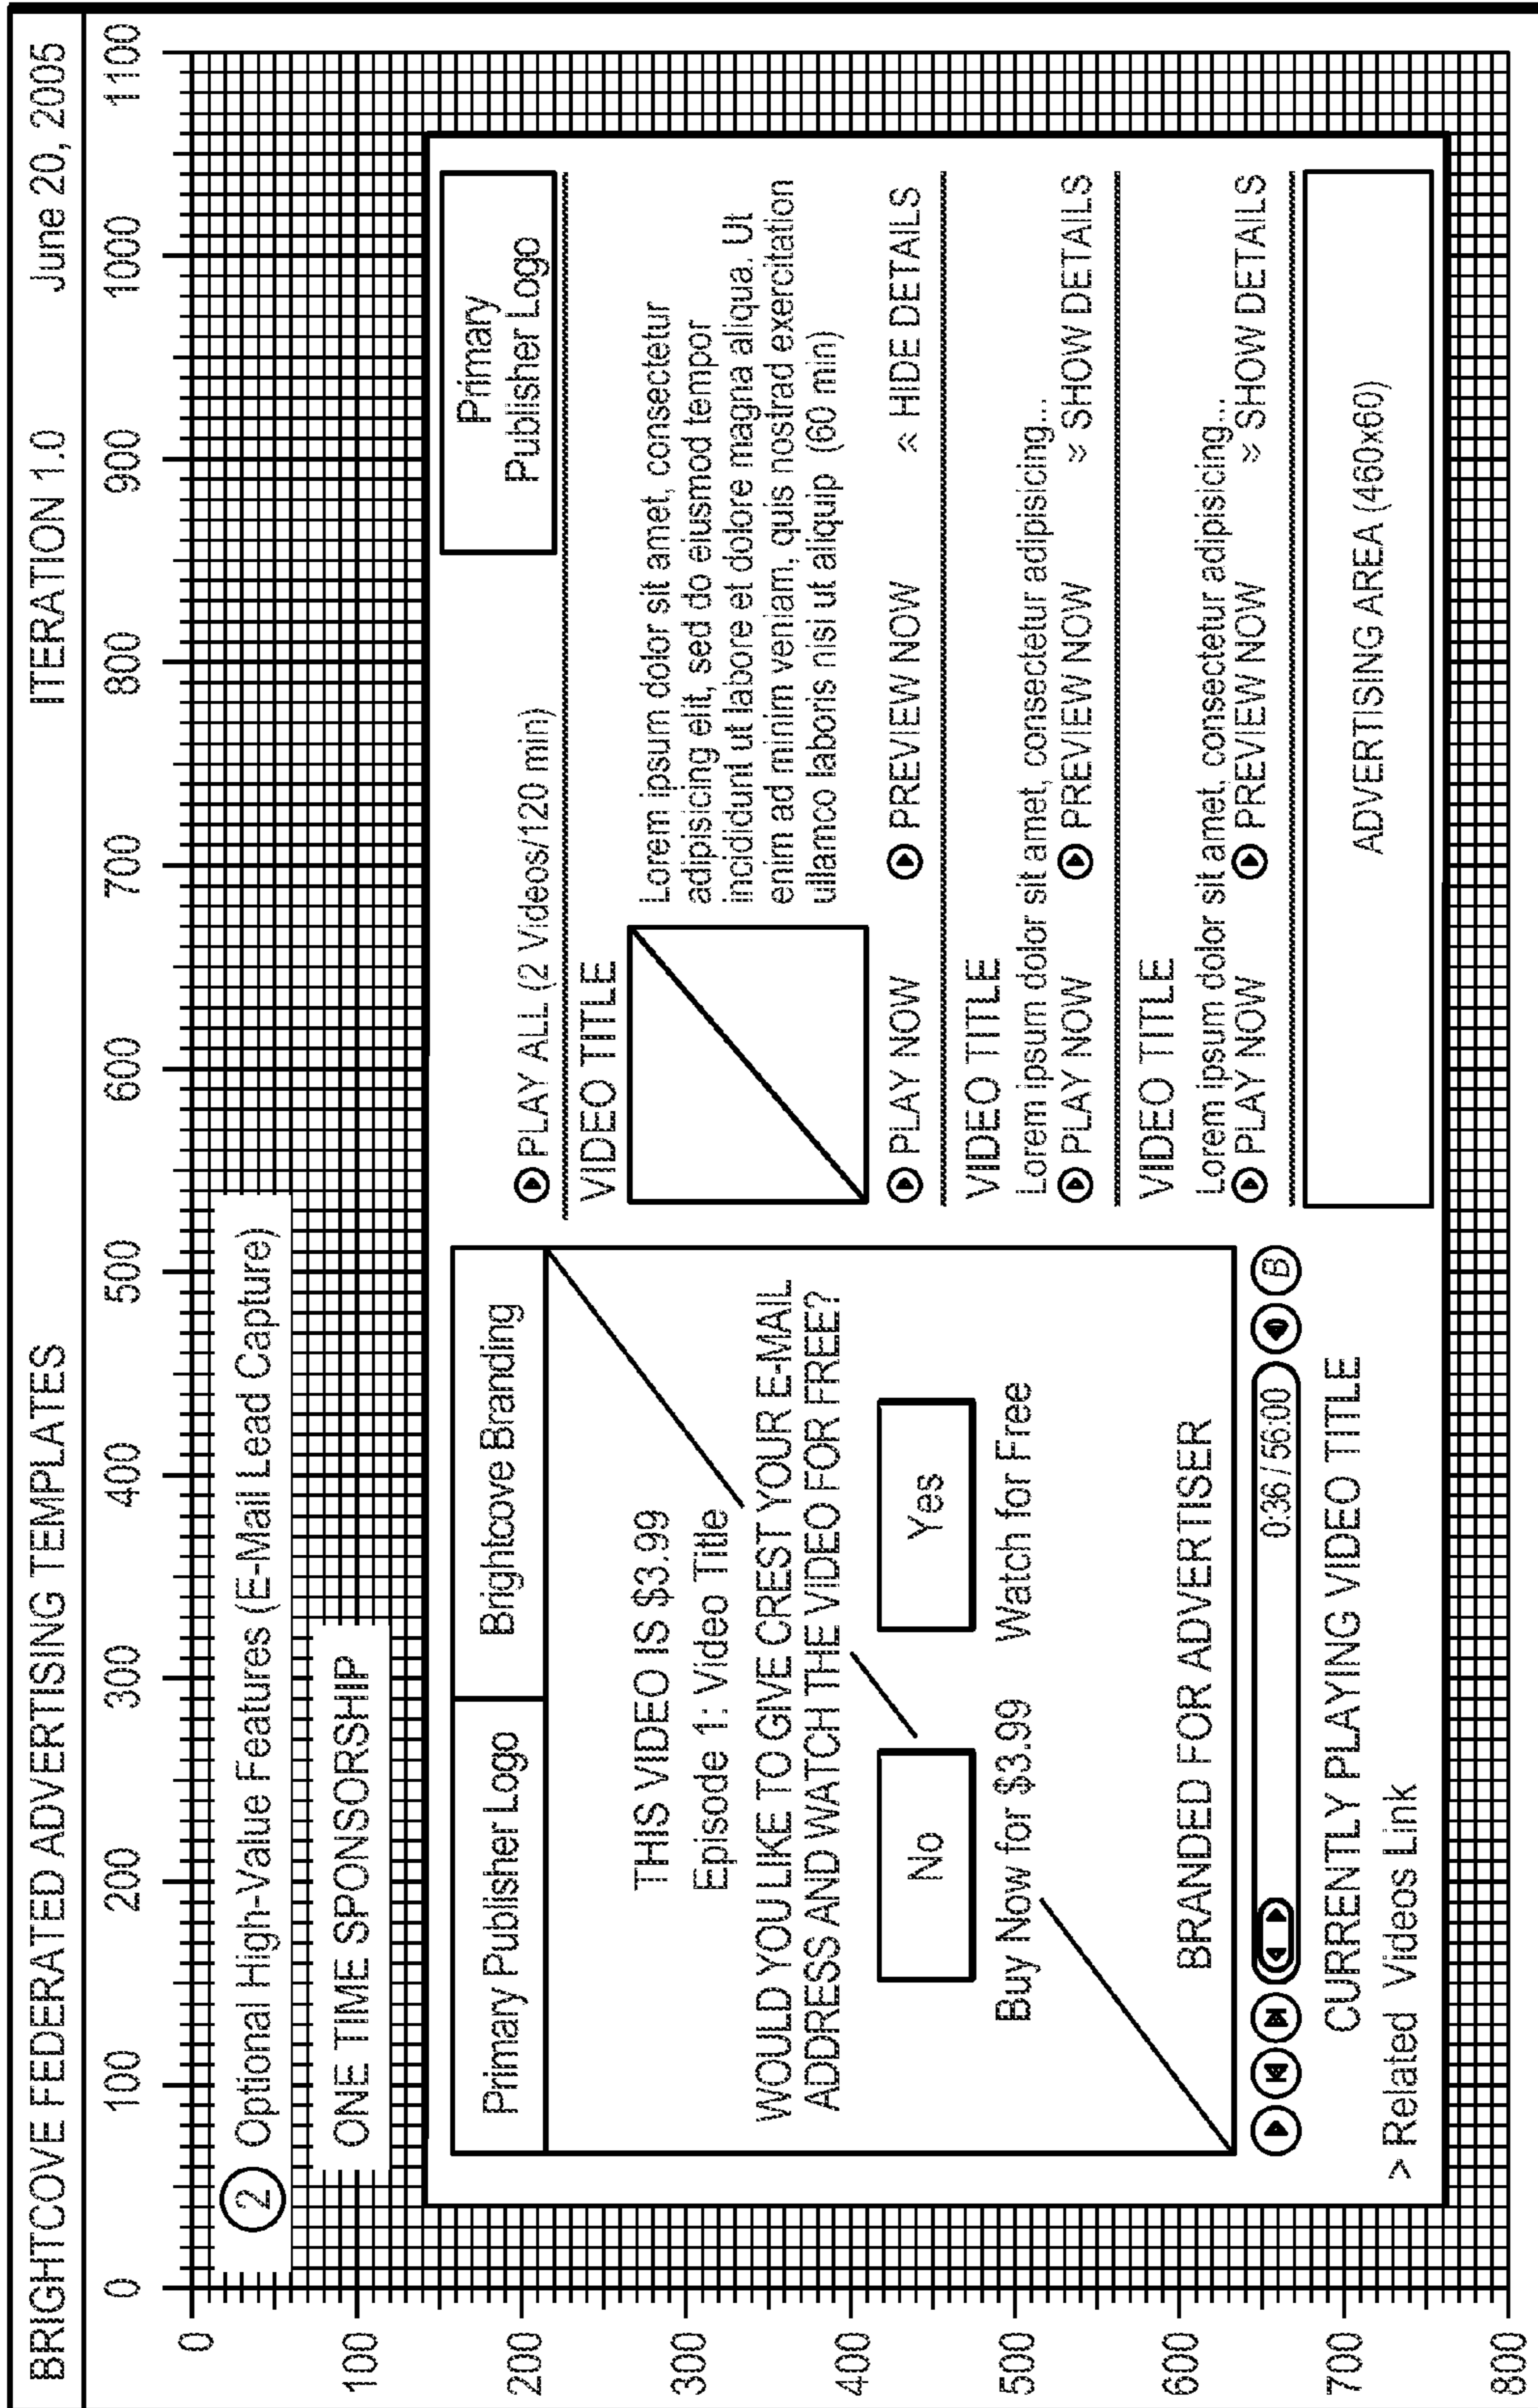 BRIGHTCOVE FEDERATED ADVERTISING TEMPLATES ITERATION 1.0 June 20, 2005
0 100 200 300 400 500 600 700 800 900 1000 1100
0
100
200
300
400
500
600
700
800
2 Optional High-Value Features (E-Mail Lead Capture)
ONE TIME SPONSORSHIP
Primary Publisher Logo
Brightcove Branding
THIS VIDEO IS $3.99
Episode 1: Video Title
WOULD YOU LIKE TO GIVE CREST YOUR E-MAIL
ADDRESS AND WATCH THE VIDEO FOR FREE?
No
Yes
Buy Now for $3.99
Watch for Free
BRANDED FOR ADVERTISER
0:36 / 56:00
B
CURRENTLY PLAYING VIDEO TITLE
> Related Videos Link
Primary
Publisher Logo
PLAY ALL (2 Videos/120 min)
VIDEO TITLE
Lorem ipsum dolor sit amet, consectetur
adipisicing elit, sed do eiusmod tempor
incididunt ut labore et dolore magna aliqua. Ut
enim ad minim veniam, quis nostrad exercitation
ullamco laboris nisi ut aliquip (60 min)
PLAY NOW PREVIEW NOW HIDE DETAILS
VIDEO TITLE
Lorem ipsum dolor sit amet, consectetur adipisicing...
PLAY NOW PREVIEW NOW SHOW DETAILS
VIDEO TITLE
Lorem ipsum dolor sit amet, consectetur adipisicing...
PLAY NOW PREVIEW NOW SHOW DETAILS
ADVERTISING AREA (460x60)